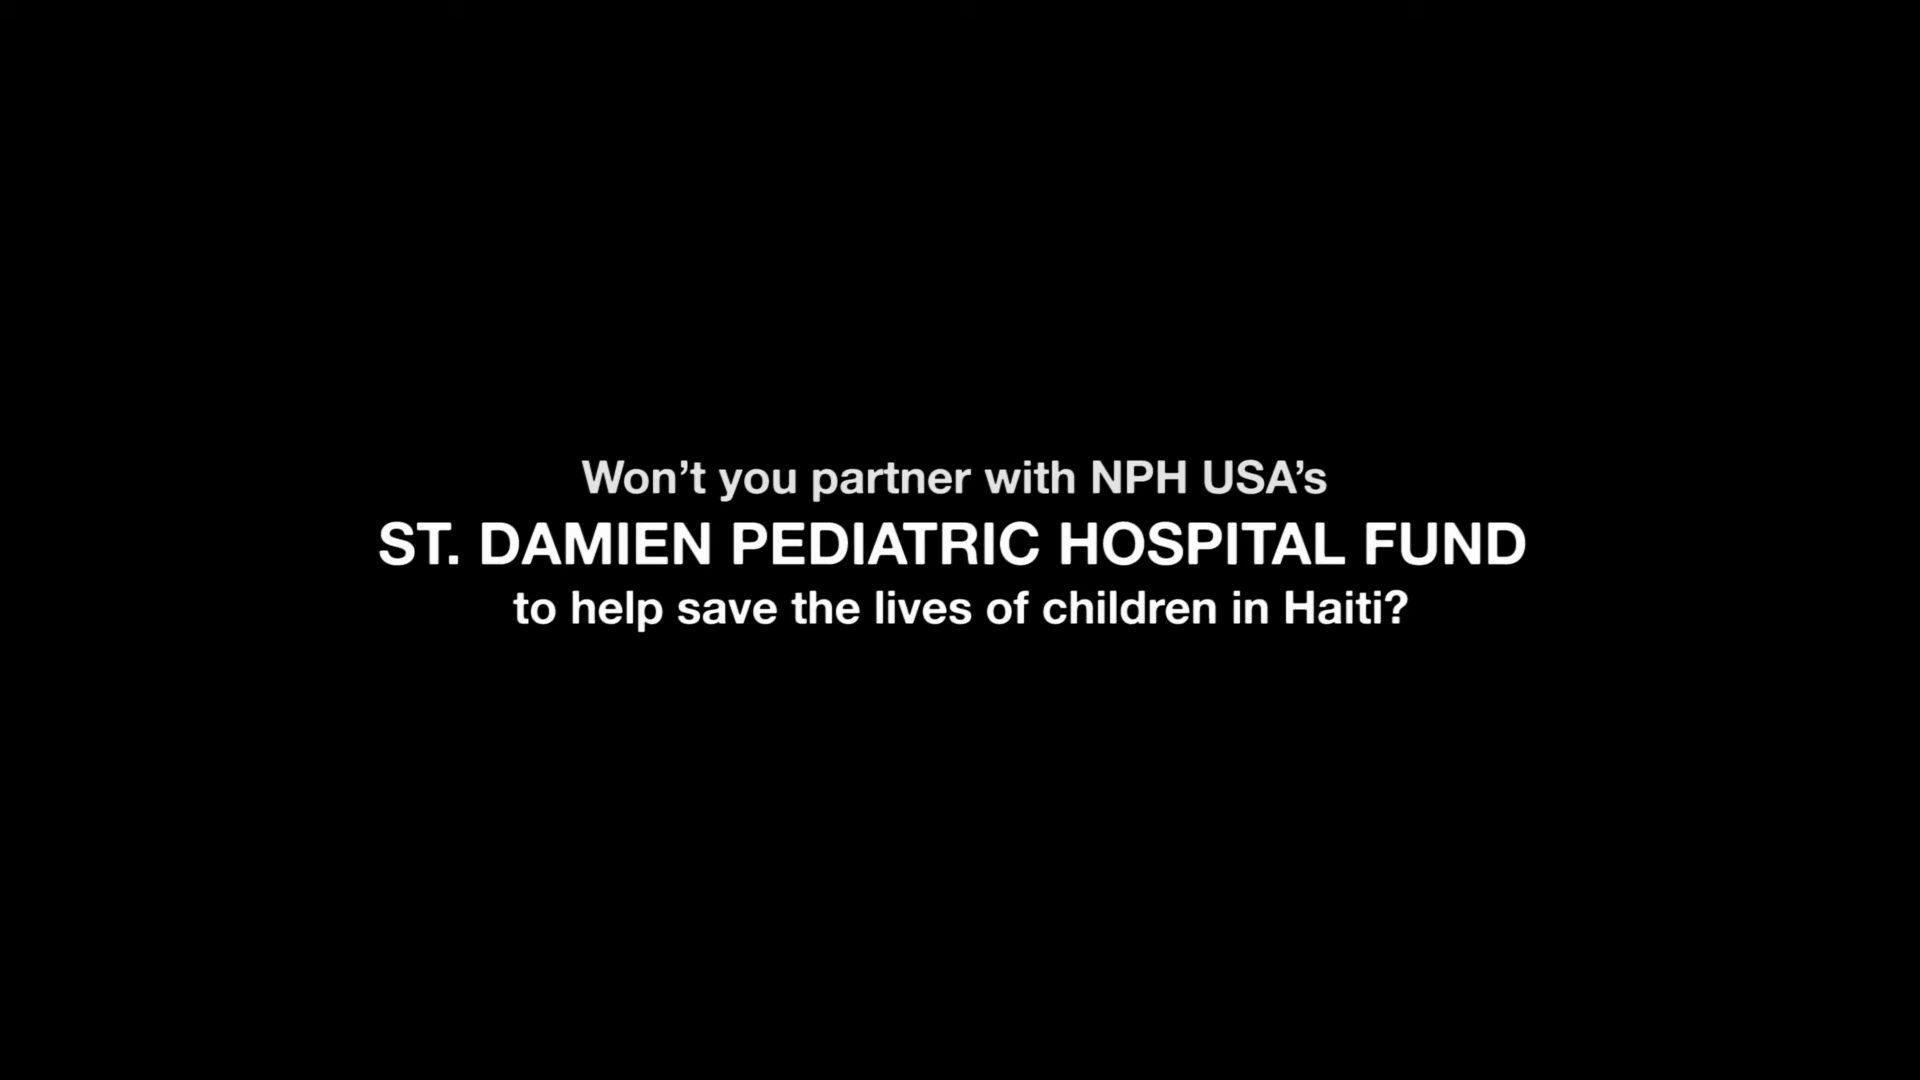 Won’t you partner with NPH USA’s
ST. DAMIEN PEDIATRIC HOSPITAL FUND
to help save the lives of children in Haiti?